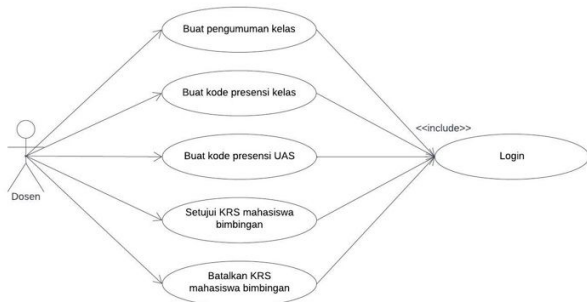 Buat pengumuman kelas
Buat kode presensi kelas
<<include>>
Buat kode presensi UAS
Login
Dosen
Setujui KRS mahasiswa
bimbingan
Batalkan KRS
mahasiswa bimbingan